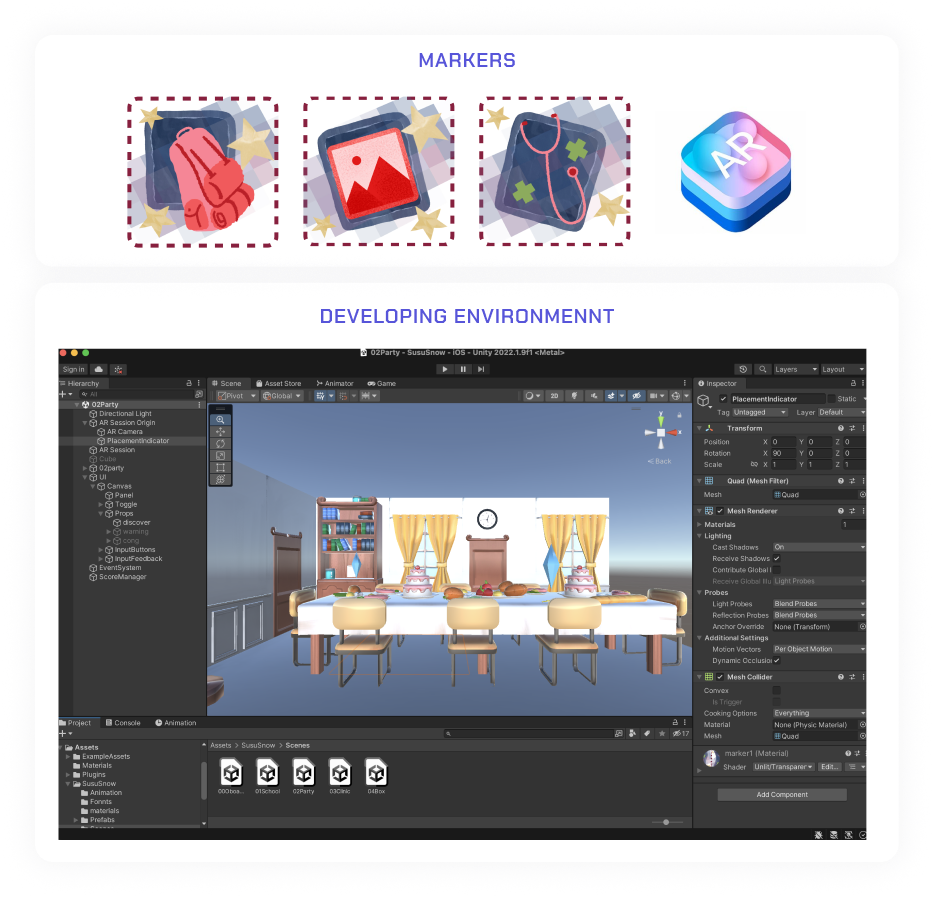 MARKERS
AR
DEVELOPING ENVIRONMENNT
02Party - SusuSnow - iOS - Unity 2022.1.9f1 <Metal>
Sign in
Layers
Layout
Hierarchy
All
02Party
Directional Light
AR Session Origin
AR Camera
PlacementIndicator
AR Session
Cube
02party
UI
Canvas
Panel
Toggle
Props
discover
warning
cong
InputButtons
InputFeedback
EventSystem
ScoreManager
Scene
Asset Store
Animator
Game
Pivot
Global
2D
y
x
Back
Inspector
PlacementIndicator
Static
Tag Untagged
Layer Default
Transform
Position X 0 Y 0 Z 0
Rotation X 90 Y 0 Z 0
Scale X 1 Y 1 Z 1
Quad (Mesh Filter)
Mesh Quad
Mesh Renderer
Materials 1
Lighting
Cast Shadows On
Receive Shadows
Contribute Global I
Receive Global Illu Light Probes
Probes
Light Probes Blend Probes
Reflection Probes Blend Probes
Anchor Override None (Transform)
Additional Settings
Motion Vectors Per Object Motion
Dynamic Occlusio
Mesh Collider
Convex
Is Trigger
Cooking Options Everything
Material None (Physic Material)
Mesh Quad
marker1 (Material)
Shader Unlit/Transparer Edit...
Add Component
Project
Console
Animation
17
Assets
ExampleAssets
Materials
Plugins
SusuSnow
Animation
Fonnts
materials
Prefabs
Scenes
Assets > SusuSnow > Scenes
00Oboa...
01School
02Party
03Clinic
04Box